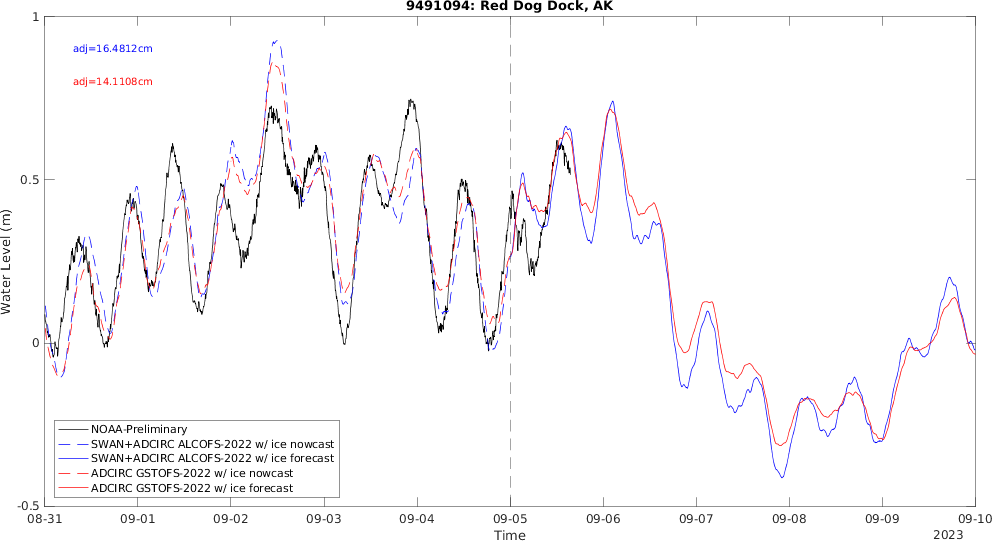 9491094: Red Dog Dock, AK
adj=16.4812cm
adj=14.1108cm
Water Level (m)
1
0.5
0
-0.5
NOAA-Preliminary
SWAN+ADCIRC ALCOFS-2022 w/ ice nowcast
SWAN+ADCIRC ALCOFS-2022 w/ ice forecast
ADCIRC GSTOFS-2022 w/ ice nowcast
ADCIRC GSTOFS-2022 w/ ice forecast
08-31 09-01 09-02 09-03 09-04 09-05 09-06 09-07 09-08 09-09 09-10
Time
2023